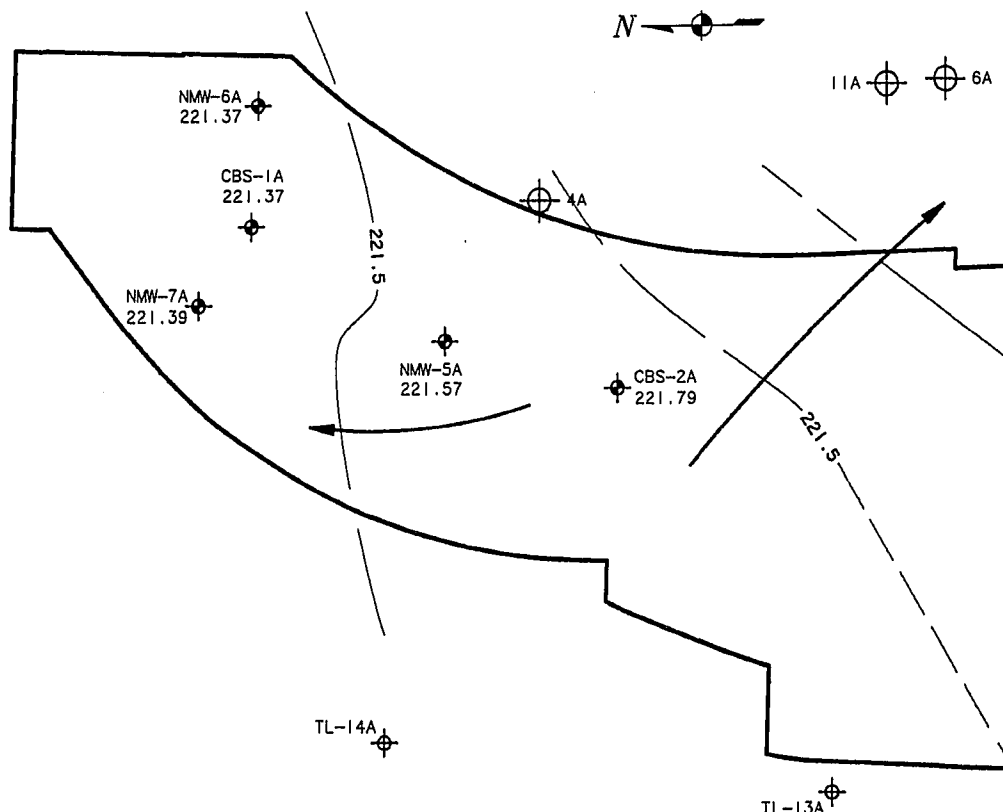 N
11A
6A
NMW-6A
221.37
CBS-1A
221.37
4A
221.5
NMW-7A
221.39
NMW-5A
221.57
CBS-2A
221.79
221.5
TL-14A
TL-13A